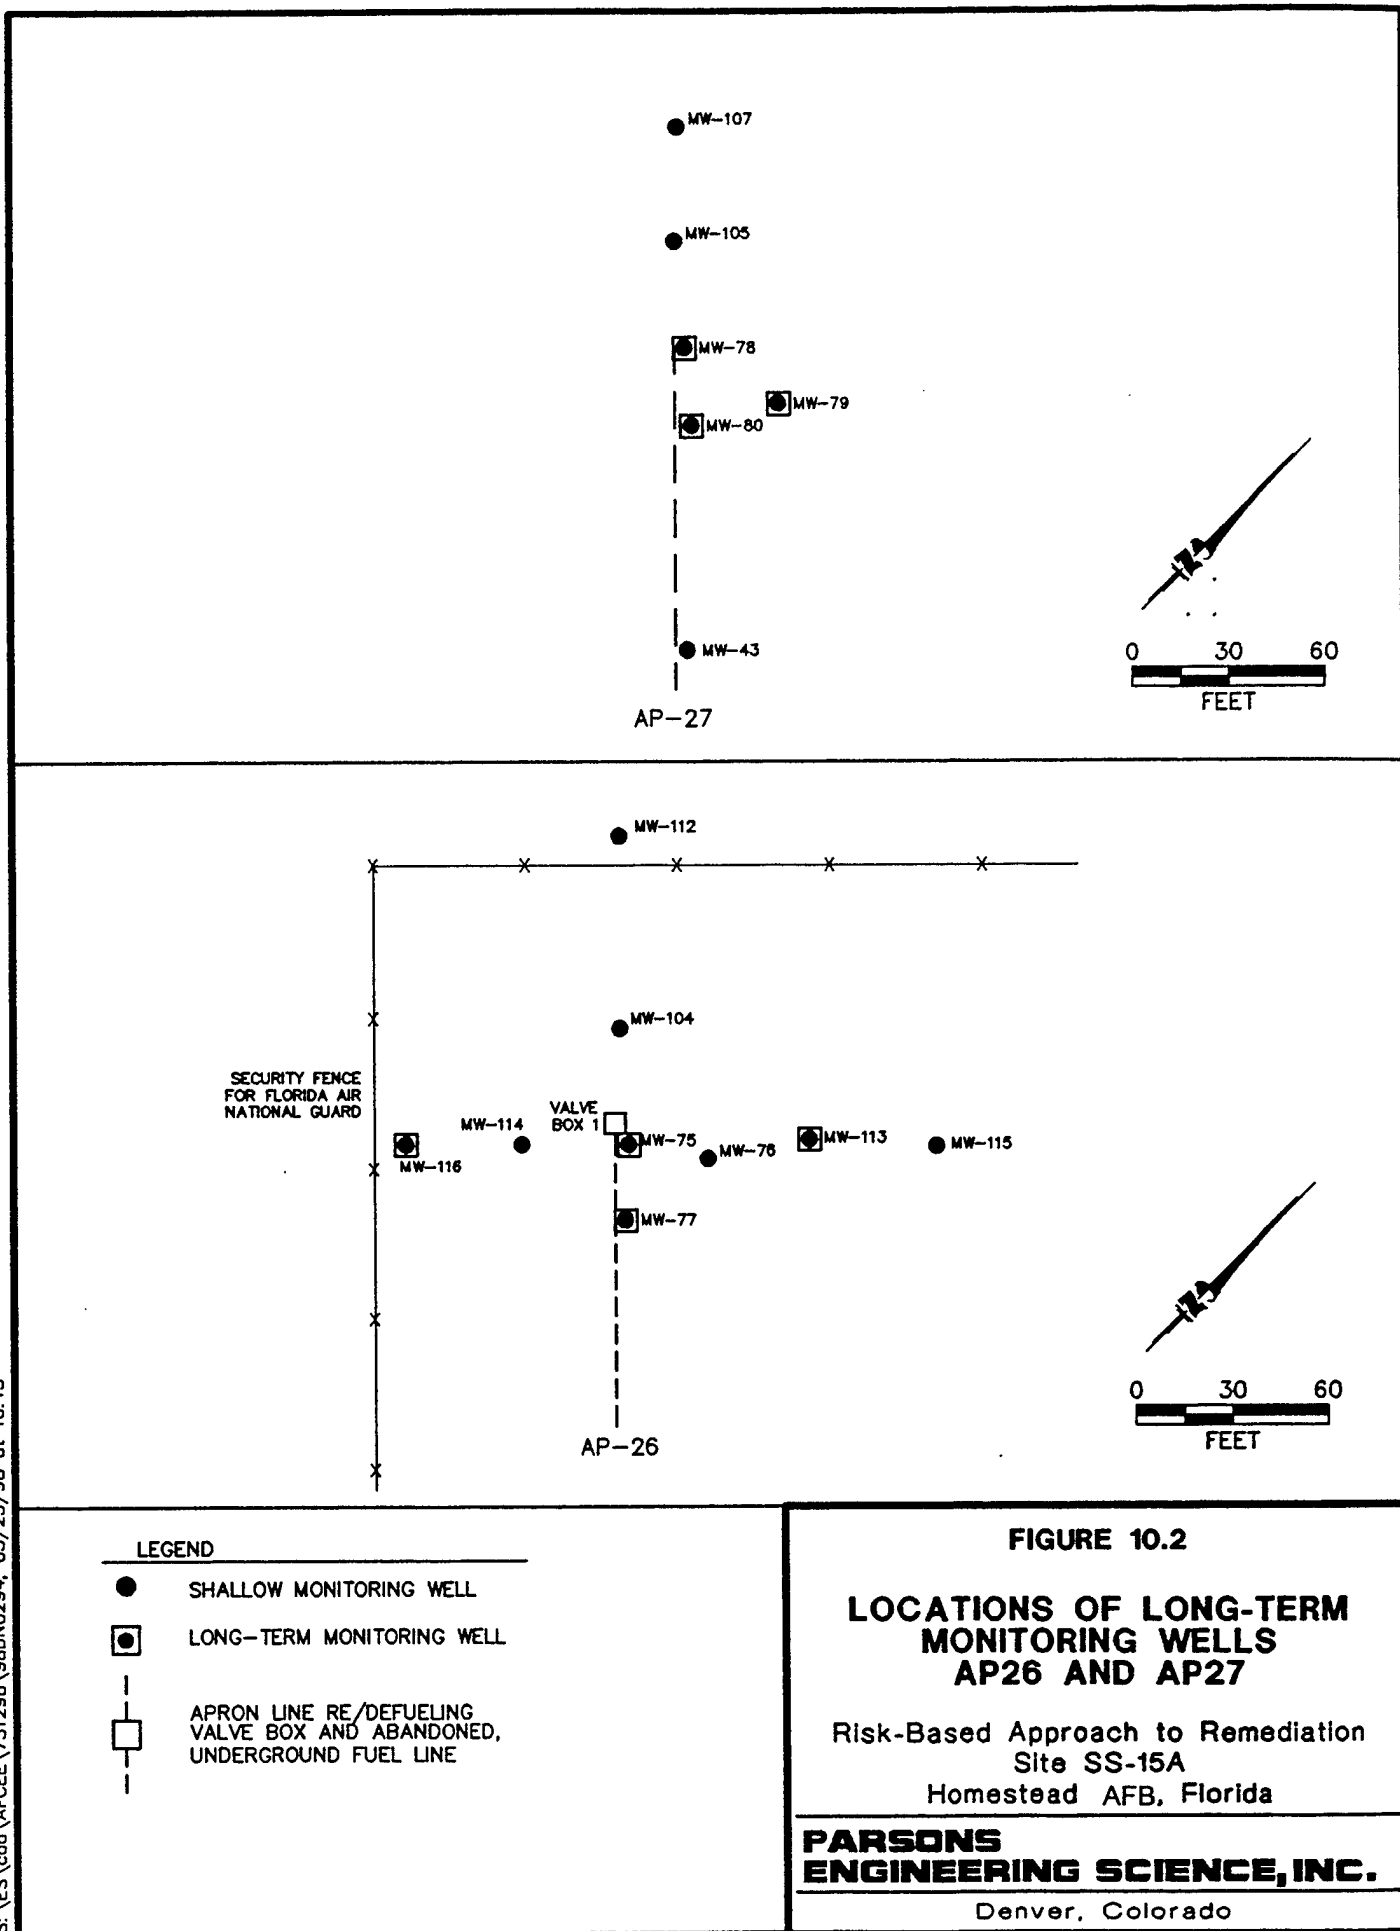 MW-107
MW-105
MW-78
MW-79
MW-80
MW-43
AP-27
N
0 30 60
FEET
MW-112
MW-104
SECURITY FENCE
FOR FLORIDA AIR
NATIONAL GUARD
VALVE
BOX 1
MW-114
MW-75
MW-113
MW-115
MW-116
MW-76
MW-77
AP-26
N
0 30 60
FEET
LEGEND
SHALLOW MONITORING WELL
LONG-TERM MONITORING WELL
APRON LINE RE/DEFUELING
VALVE BOX AND ABANDONED,
UNDERGROUND FUEL LINE
FIGURE 10.2
LOCATIONS OF LONG-TERM
MONITORING WELLS
AP26 AND AP27
Risk-Based Approach to Remediation
Site SS-15A
Homestead AFB, Florida
PARSONS
ENGINEERING SCIENCE, INC.
Denver, Colorado